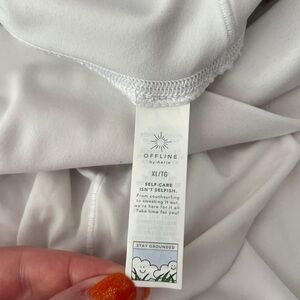 OFFLINE
by Aerie
XL/TG
SELF-CARE
ISN'T SELFISH.
From couchsurfing
to sweating it out,
we're here for it all.
Take time for you!
STAY GROUNDED